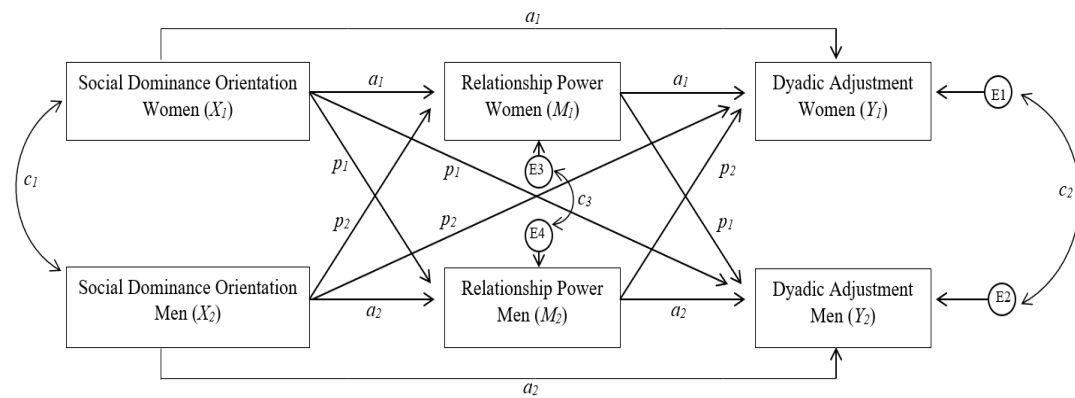 a1
Social Dominance Orientation
Women (X1)
a1
Relationship Power
Women (M1)
a1
Dyadic Adjustment
Women (Y1)
E1
p1
p1
E3
p2
c1
c3
c2
p2
p2
E4
p1
Social Dominance Orientation
Men (X2)
a2
Relationship Power
Men (M2)
a2
Dyadic Adjustment
Men (Y2)
E2
a2